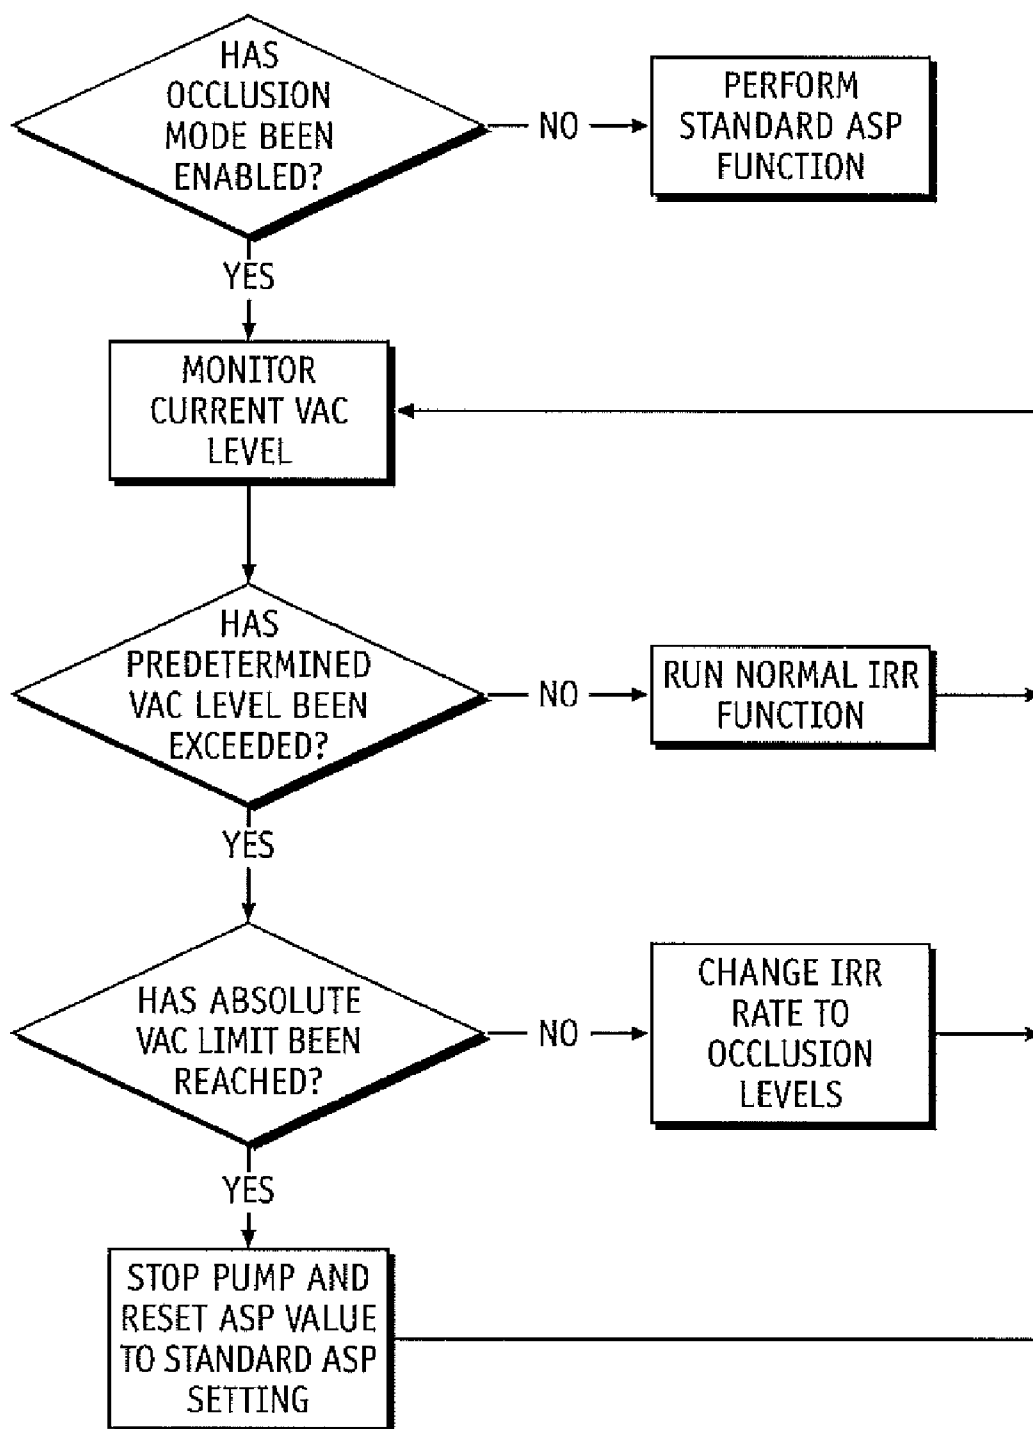 HAS
OCCLUSION
MODE BEEN
ENABLED?
NO
PERFORM
STANDARD ASP
FUNCTION
YES
MONITOR
CURRENT VAC
LEVEL
HAS
PREDETERMINED
VAC LEVEL BEEN
EXCEEDED?
NO
RUN NORMAL IRR
FUNCTION
YES
HAS ABSOLUTE
VAC LIMIT BEEN
REACHED?
NO
CHANGE IRR
RATE TO
OCCLUSION
LEVELS
YES
STOP PUMP AND
RESET ASP VALUE
TO STANDARD ASP
SETTING